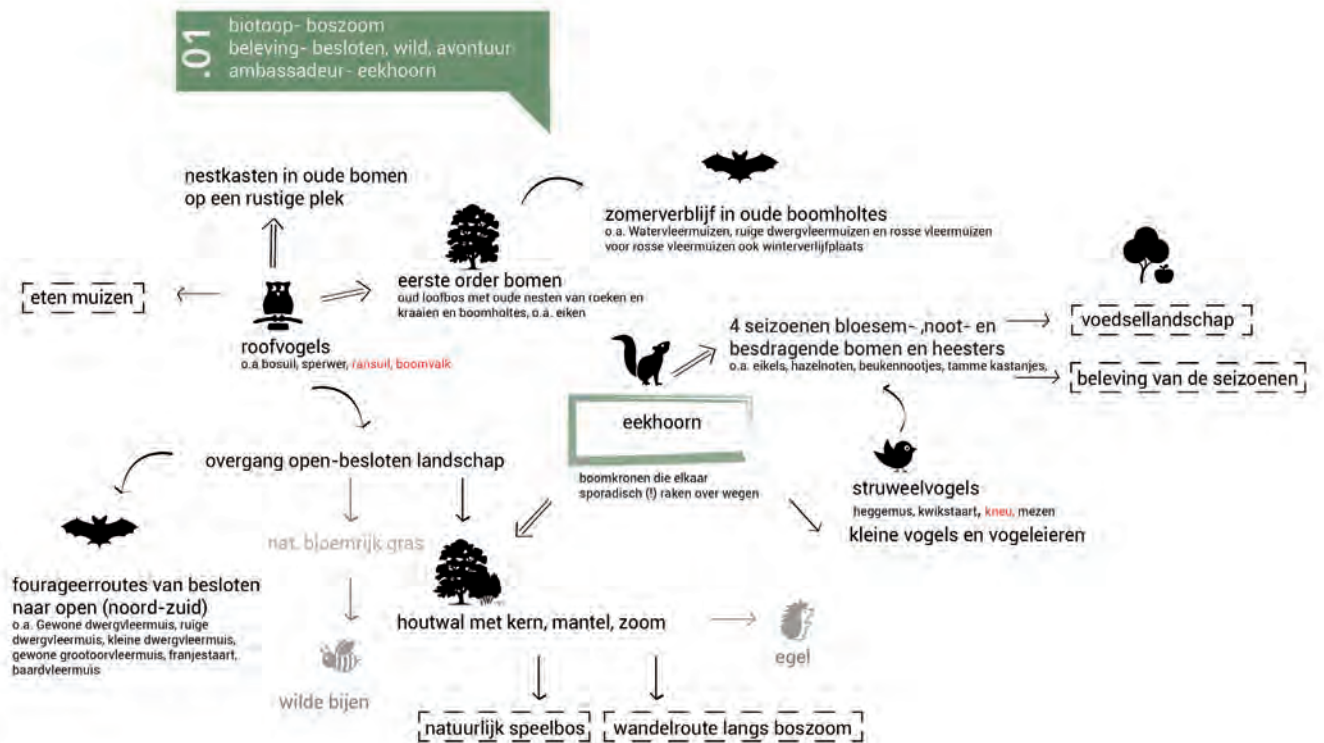 .01
biotoop- boszoom
beleving- besloten, wild, avontuur
ambassadeur- eekhoorn
nestkasten in oude bomen
op een rustige plek
zomerverblijf in oude boomholtes
o.a. Watervleermuizen, ruige dwergvleermuizen en rosse vleermuizen
voor rosse vleermuizen ook winterverlijfplaats
eerste order bomen
oud loofbos met oude nesten van roeken en
kraaien en boomholtes, o.a. eiken
eten muizen
roofvogels
o.a bosuil, sperwer, ransuil, boomvalk
4 seizoenen bloesem- ,noot- en
besdragende bomen en heesters
o.a. eikels, hazelnoten, beukennootjes, tamme kastanjes,
voedsellandschap
beleving van de seizoenen
eekhoorn
boomkronen die elkaar
sporadisch (!) raken over wegen
struweelvogels
heggemus, kwikstaart, kneu, mezen
kleine vogels en vogeleieren
overgang open-besloten landschap
nat. bloemrijk gras
fourageerroutes van besloten
naar open (noord-zuid)
o.a. Gewone dwergvleermuis, ruige
dwergvleermuis, kleine dwergvleermuis,
gewone grootoorvleermuis, franjestaart,
baardvleermuis
houtwal met kern, mantel, zoom
egel
wilde bijen
natuurlijk speelbos
wandelroute langs boszoom